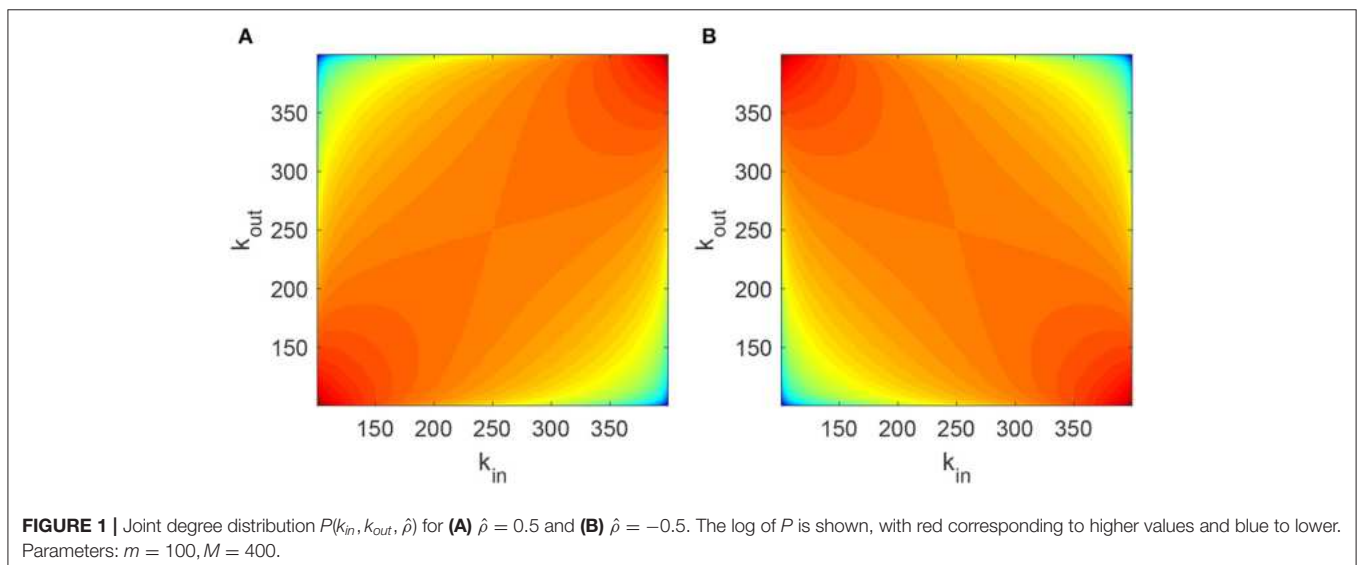 A
B
350
300
250
200
150
k_out
150 200 250 300 350
k_in
350
300
250
200
150
k_out
150 200 250 300 350
k_in
FIGURE 1 | Joint degree distribution P(k_in, k_out, ρ̂) for (A) ρ̂ = 0.5 and (B) ρ̂ = −0.5. The log of P is shown, with red corresponding to higher values and blue to lower.
Parameters: m = 100, M = 400.